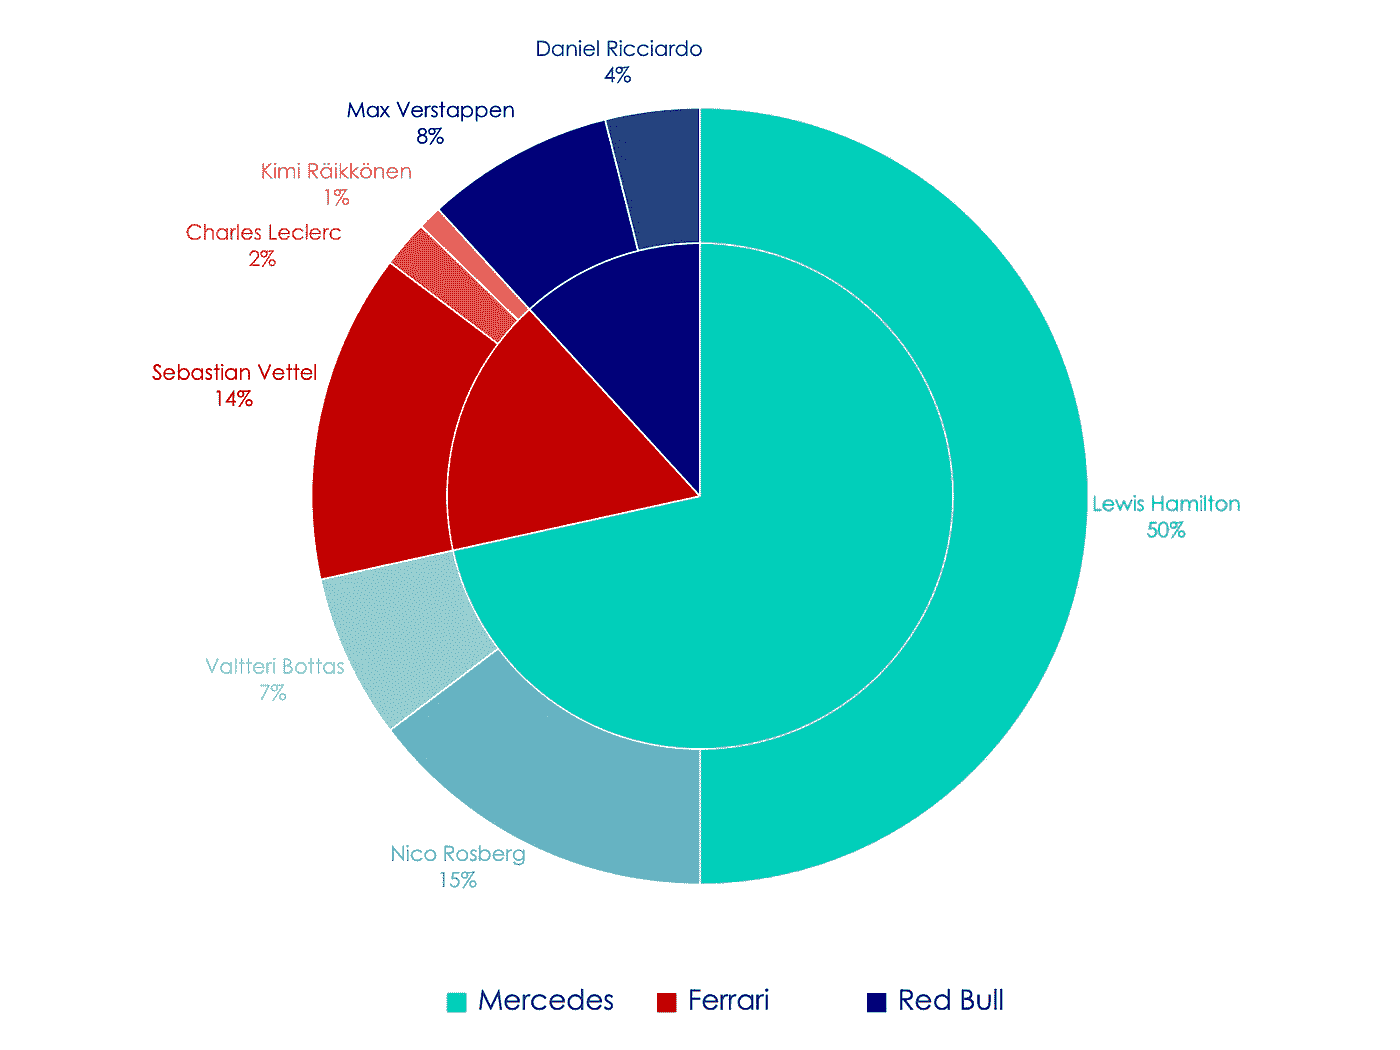 Daniel Ricciardo
4%
Max Verstappen
8%
Kimi Räikkönen
1%
Charles Leclerc
2%
Sebastian Vettel
14%
Lewis Hamilton
50%
Valtteri Bottas
7%
Nico Rosberg
15%
Mercedes
Ferrari
Red Bull